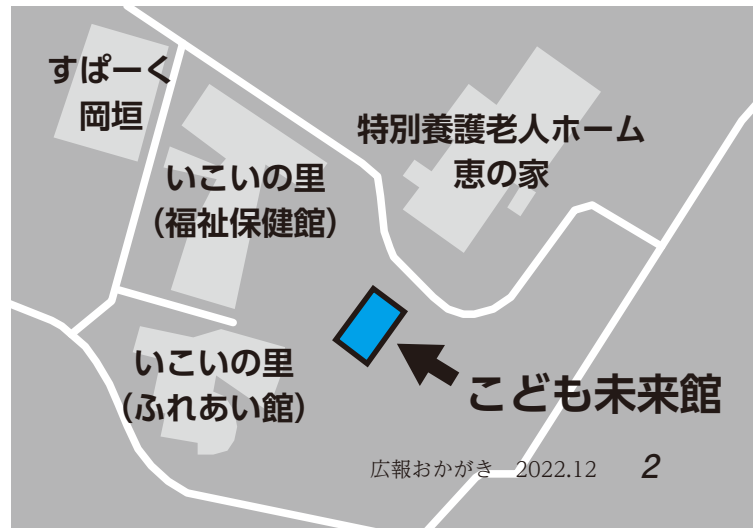 すぱーく
岡垣
いこいの里
（福祉保健館）
特別養護老人ホーム
恵の家
いこいの里
（ふれあい館）
こども未来館
広報おかがき　2022.12　2